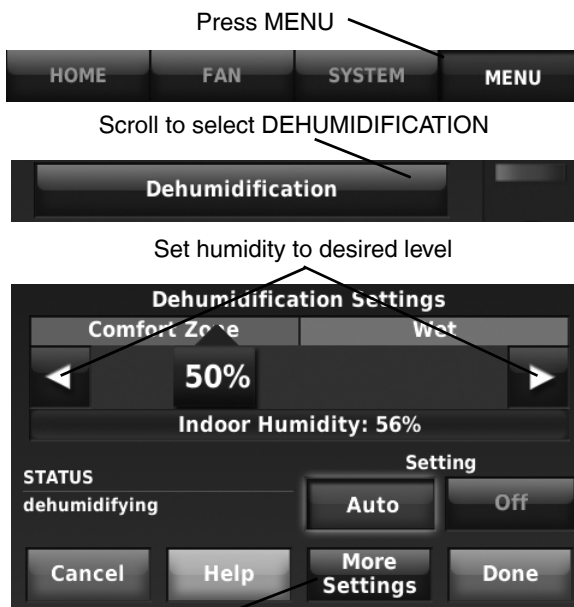 Press MENU
HOME FAN SYSTEM MENU
Scroll to select DEHUMIDIFICATION
Dehumidification
Set humidity to desired level
Dehumidification Settings
Comfort Zone Wet
50%
Indoor Humidity: 56%
Setting
STATUS
dehumidifying
Auto Off
Cancel Help More Settings Done